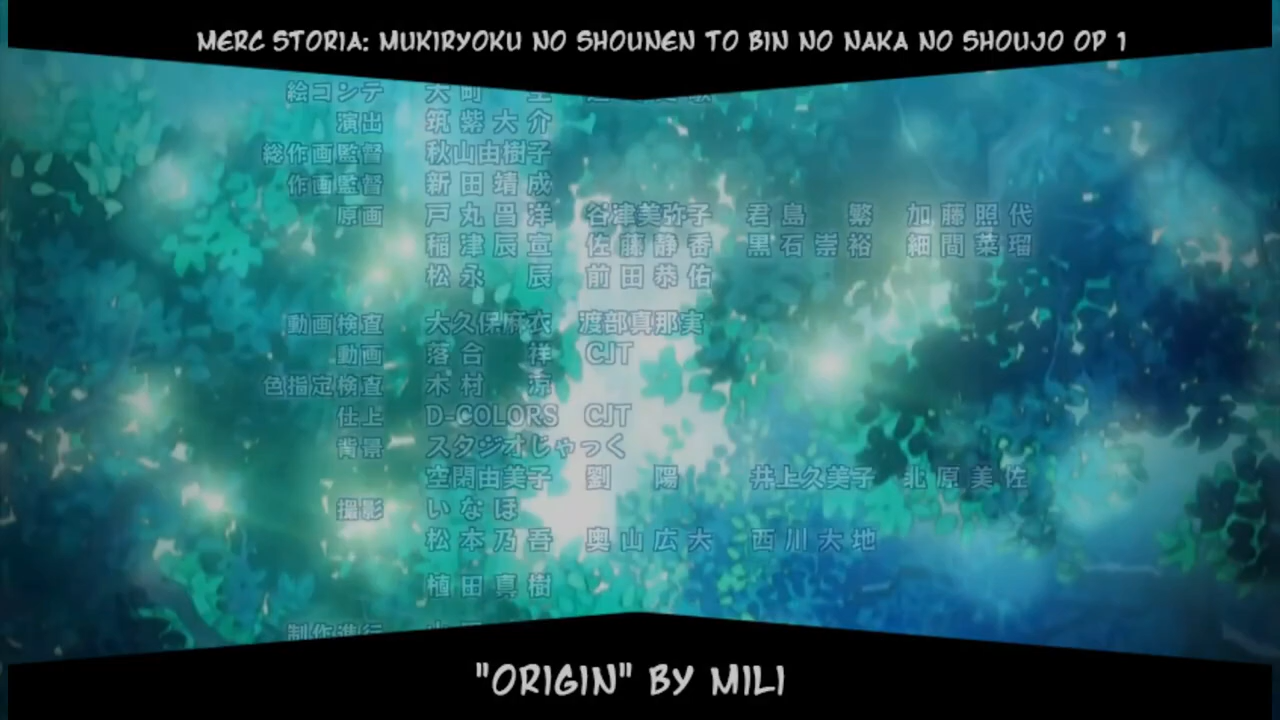 MERC STORIA: MUKIRYOKU NO SHOUNEN TO BIN NO NAKA NO SHOUJO OP 1
絵コンテ
演出 筑紫大介
総作画監督 秋山由樹子
作画監督 新田靖成
原画 戸丸昌洋 谷津美弥子 君島 繁 加藤照代
稲津辰宣 佐藤静香 黒石崇裕 細間菜瑠
松永 辰 前田恭佑
動画検査 大久保麻衣 渡部真那実
動画 落合 祥 CJT
色指定検査 木村 涼
仕上 D-COLORS CJT
背景 スタジオじゃっく
空閑由美子 劉 陽 井上久美子 北原美佐
撮影 いなほ
松本乃吾 奥山広大 西川大地
植田真樹
制作進行
"ORIGIN" BY MILI